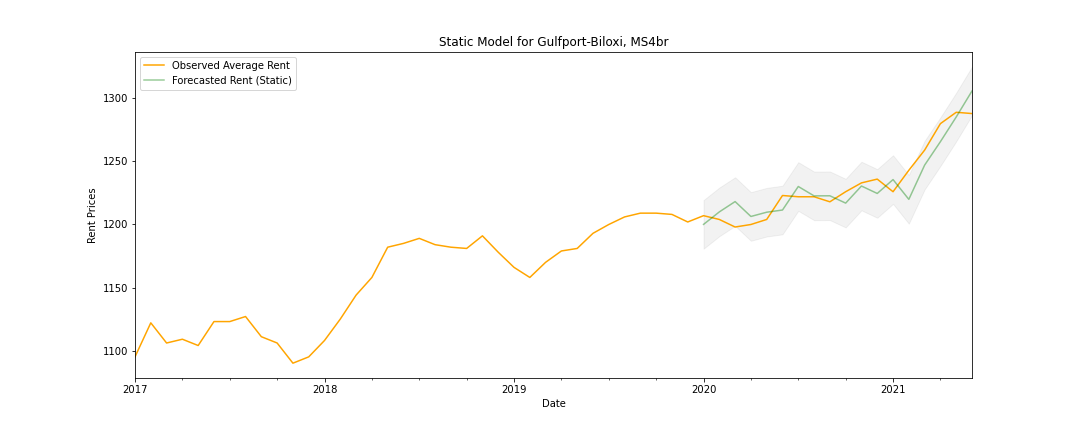 Static Model for Gulfport-Biloxi, MS4br
Observed Average Rent
Forecasted Rent (Static)
Rent Prices
1300
1250
1200
1150
1100
2017
2018
2019
2020
2021
Date